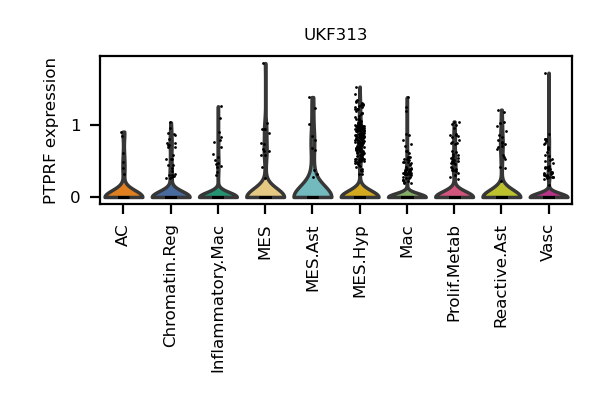 UKF313
PTPRF expression
1
0
AC
Chromatin.Reg
Inflammatory.Mac
MES
MES.Ast
MES.Hyp
Mac
Prolif.Metab
Reactive.Ast
Vasc